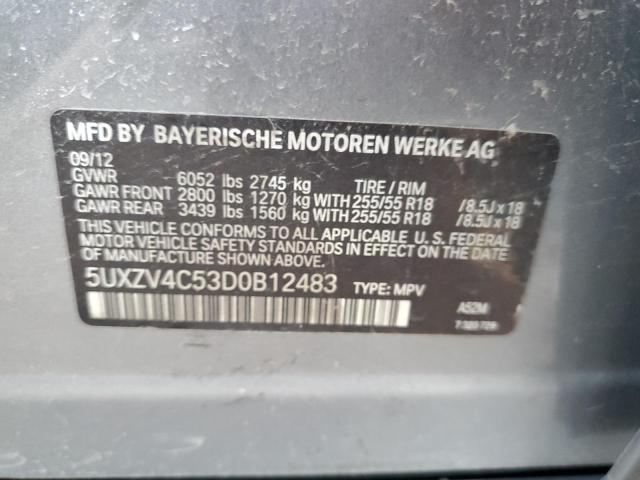 MFD BY BAYERISCHE MOTOREN WERKE AG
09/12
GVWR 6052 lbs 2745 kg TIRE / RIM
GAWR FRONT 2800 lbs 1270 kg WITH 255/55 R18 /8.5J x 18
GAWR REAR 3439 lbs 1560 kg WITH 255/55 R18 /8.5J x 18
THIS VEHICLE CONFORMS TO ALL APPLICABLE U.S. FEDERAL
MOTOR VEHICLE SAFETY STANDARDS IN EFFECT ON THE DATE
OF MANUFACTURE SHOWN ABOVE.
5UXZV4C53D0B12483 TYPE: MPV
A52M